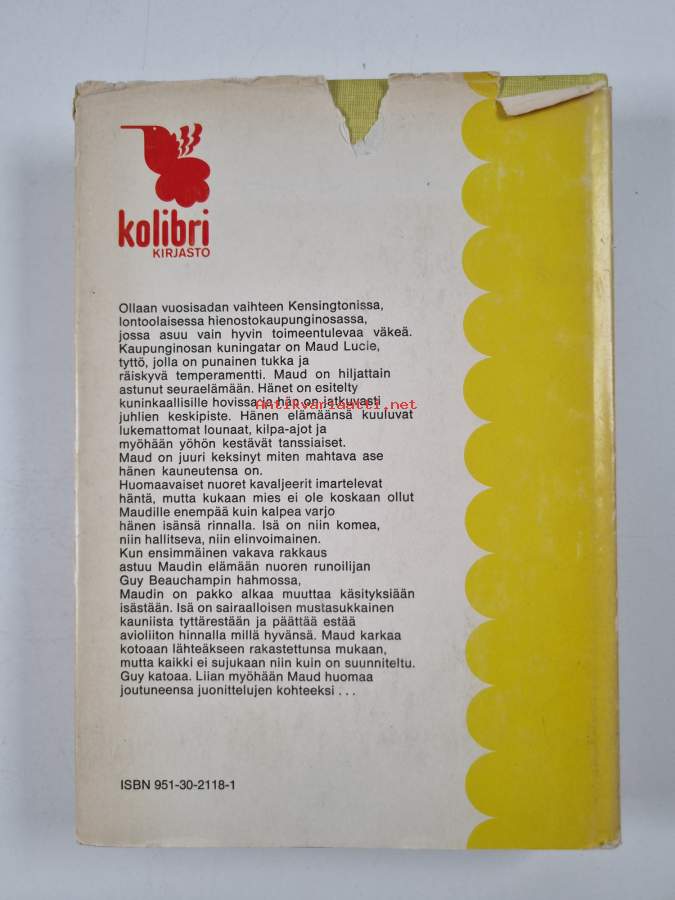 kolibri
KIRJASTO
Ollaan vuosisadan vaihteen Kensingtonissa,
lontoolaisessa hienostokaupunginosassa,
jossa asuu vain hyvin toimeentulevaa väkeä.
Kaupunginosan kuningatar on Maud Lucie,
tyttö, jolla on punainen tukka ja
räiskyvä temperamentti. Maud on hiljattain
astunut seuraelämään. Hänet on esitelty
kuninkaallisille hovissa ja hän on jatkuvasti
Antikvariaatti.net
juhlien keskipiste. Hänen elämäänsä kuuluvat
lukemattomat lounaat, kilpa-ajot ja
myöhään yöhön kestävät tanssiaiset.
Maud on juuri keksinyt miten mahtava ase
hänen kauneutensa on.
Huomaavaiset nuoret kavaljeerit imartelevat
häntä, mutta kukaan mies ei ole koskaan ollut
Maudille enempää kuin kalpea varjo
hänen isänsä rinnalla. Isä on niin komea,
niin hallitseva, niin elinvoimainen.
Kun ensimmäinen vakava rakkaus
astuu Maudin elämään nuoren runoilijan
Guy Beauchampin hahmossa,
Maudin on pakko alkaa muuttaa käsityksiään
isästään. Isä on sairaalloisen mustasukkainen
kauniista tyttärestään ja päättää estää
avioliiton hinnalla millä hyvänsä. Maud karkaa
kotoaan lähteäkseen rakastettunsa mukaan,
mutta kaikki ei sujukaan niin kuin on suunniteltu.
Guy katoaa. Liian myöhään Maud huomaa
joutuneensa juonittelujen kohteeksi . . .
ISBN 951-30-2118-1